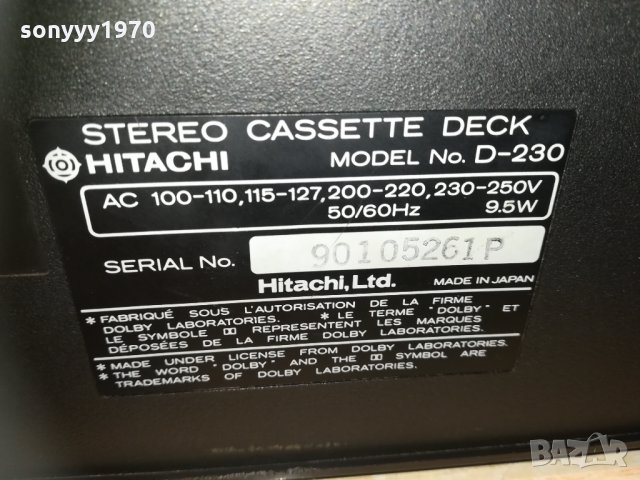 sonyyy1970
STEREO CASSETTE DECK
HITACHI MODEL No. D-230
AC 100-110, 115-127, 200-220, 230-250V
50/60Hz 9.5W
SERIAL No. 90105261P
Hitachi, Ltd. MADE IN JAPAN
* FABRIQUÉ SOUS L'AUTORISATION DE LA FIRME
DOLBY LABORATORIES. * LE TERME "DOLBY" ET
LE SYMBOLE REPRESENTENT LES MARQUES
DÉPOSÉES DE LA FIRME DOLBY LABORATORIES.
* MADE UNDER LICENSE FROM DOLBY LABORATORIES.
* THE WORD "DOLBY" AND THE SYMBOL ARE
TRADEMARKS OF DOLBY LABORATORIES.
BAZAR